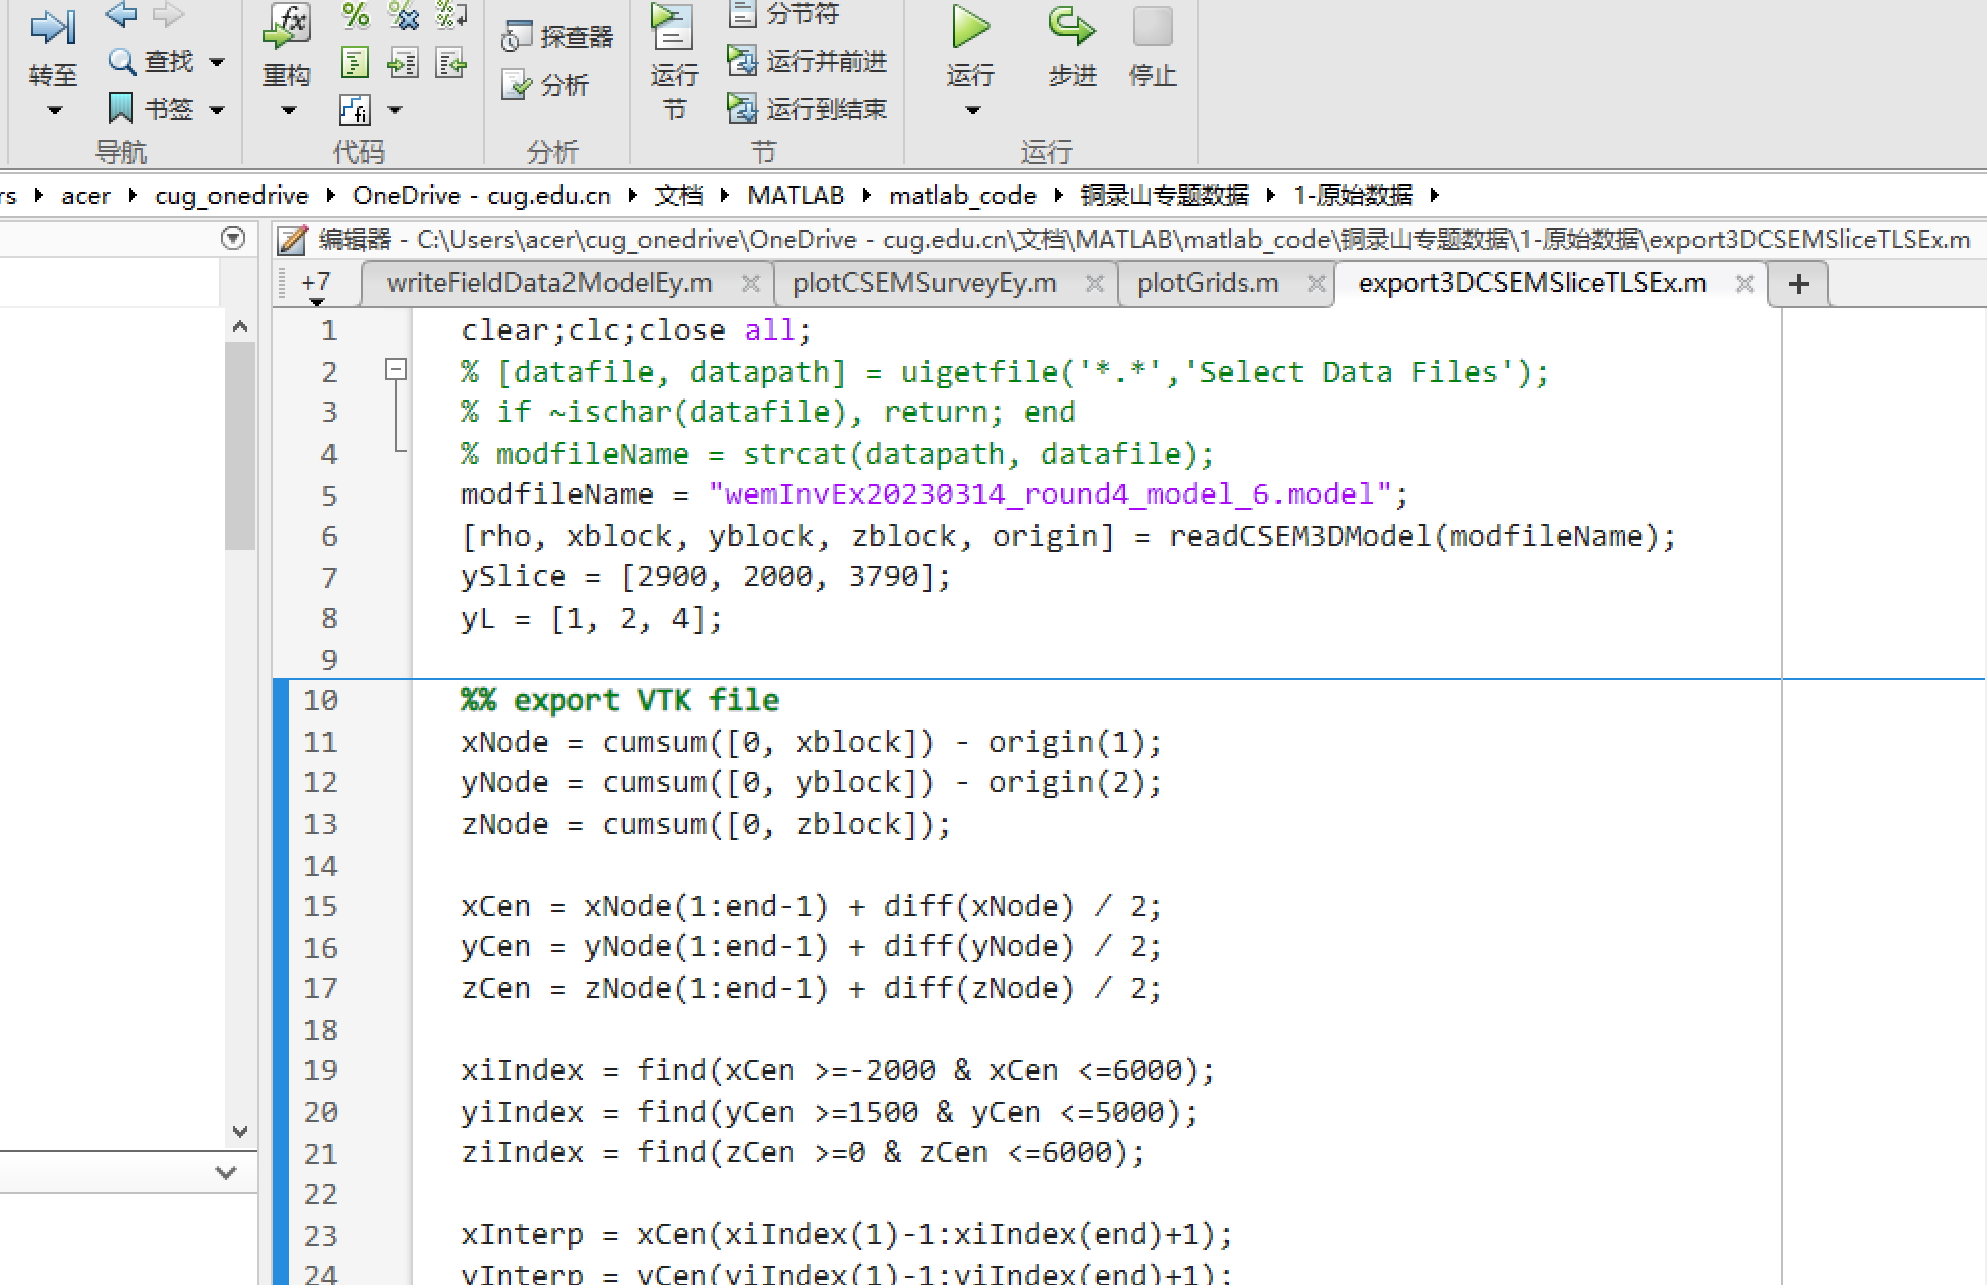 分节符
查找
探查器
转至
重构
运行
节
运行并前进
运行
步进
停止
书签
分析
运行到结束
导航
代码
分析
节
运行
rs ▸ acer ▸ cug_onedrive ▸ OneDrive - cug.edu.cn ▸ 文档 ▸ MATLAB ▸ matlab_code ▸ 铜录山专题数据 ▸ 1-原始数据 ▸
编辑器 - C:\Users\acer\cug_onedrive\OneDrive - cug.edu.cn\文档\MATLAB\matlab_code\铜录山专题数据\1-原始数据\export3DCSEMSliceTLSEx.m
+7 writeFieldData2ModelEy.m plotCSEMSurveyEy.m plotGrids.m export3DCSEMSliceTLSEx.m +
1 clear;clc;close all;
2 % [datafile, datapath] = uigetfile('*.*','Select Data Files');
3 % if ~ischar(datafile), return; end
4 % modfileName = strcat(datapath, datafile);
5 modfileName = "wemInvEx20230314_round4_model_6.model";
6 [rho, xblock, yblock, zblock, origin] = readCSEM3DModel(modfileName);
7 ySlice = [2900, 2000, 3790];
8 yL = [1, 2, 4];
9
10 %% export VTK file
11 xNode = cumsum([0, xblock]) - origin(1);
12 yNode = cumsum([0, yblock]) - origin(2);
13 zNode = cumsum([0, zblock]);
14
15 xCen = xNode(1:end-1) + diff(xNode) / 2;
16 yCen = yNode(1:end-1) + diff(yNode) / 2;
17 zCen = zNode(1:end-1) + diff(zNode) / 2;
18
19 xiIndex = find(xCen >=-2000 & xCen <=6000);
20 yiIndex = find(yCen >=1500 & yCen <=5000);
21 ziIndex = find(zCen >=0 & zCen <=6000);
22
23 xInterp = xCen(xiIndex(1)-1:xiIndex(end)+1);
24 yInterp = yCen(yiIndex(1)-1:yiIndex(end)+1);